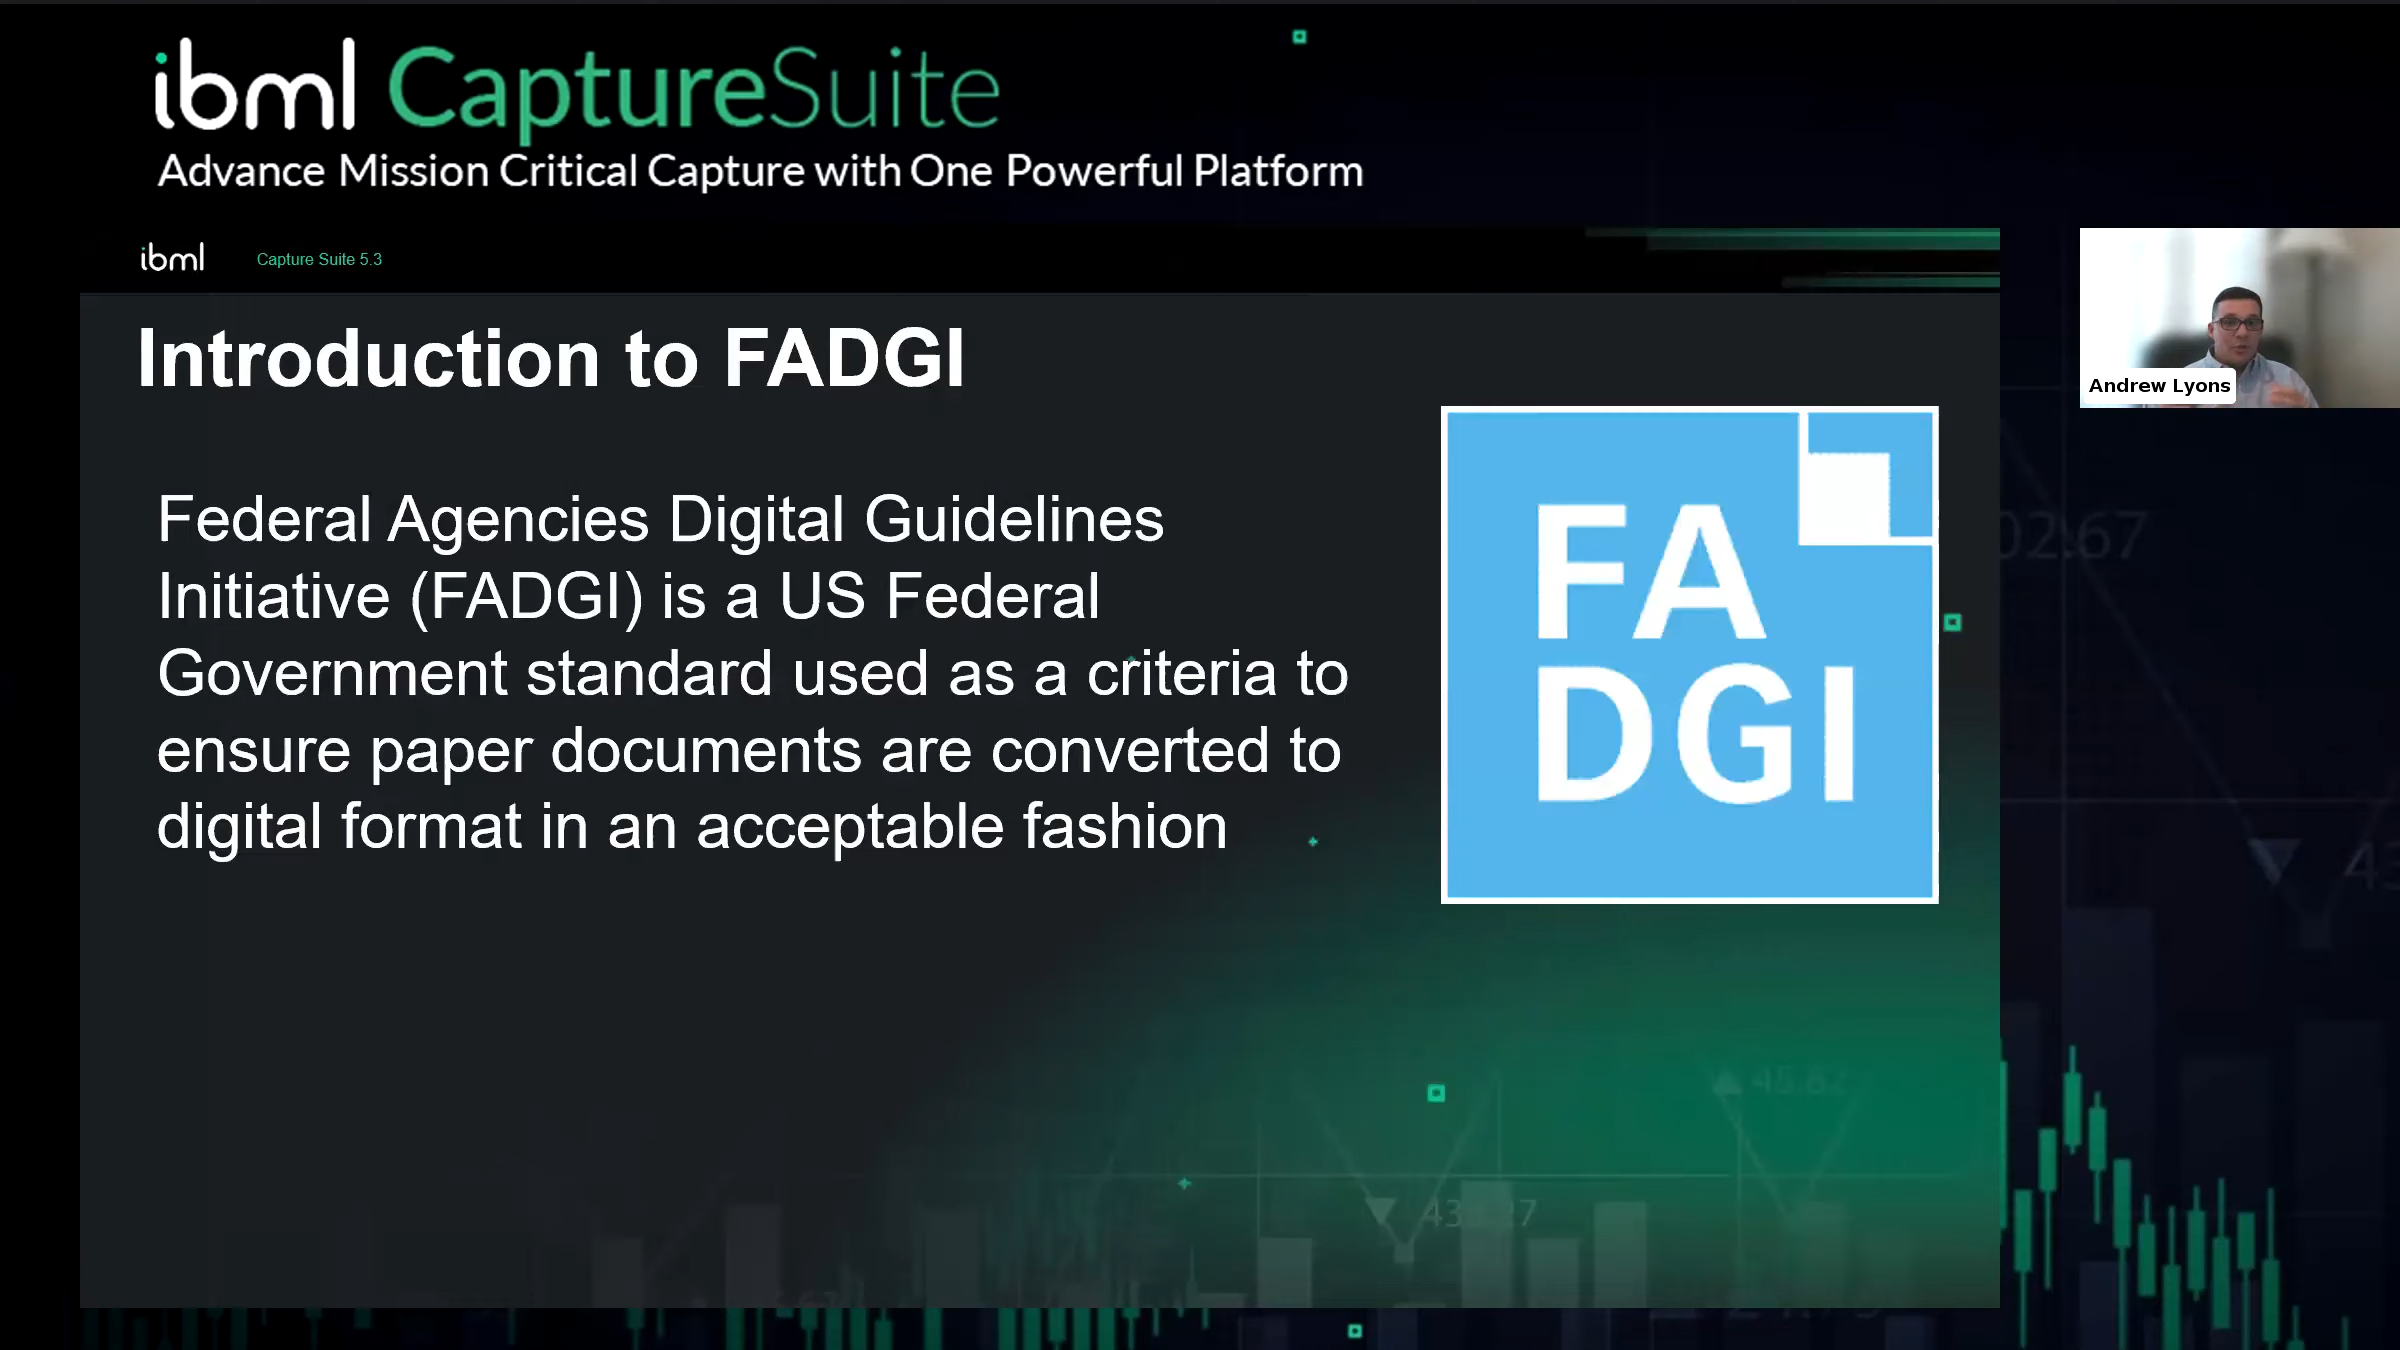 ibml CaptureSuite
Advance Mission Critical Capture with One Powerful Platform
ibml Capture Suite 5.3
Andrew Lyons
Introduction to FADGI
Federal Agencies Digital Guidelines
Initiative (FADGI) is a US Federal
Government standard used as a criteria to
ensure paper documents are converted to
digital format in an acceptable fashion
FA
DGI
02.67